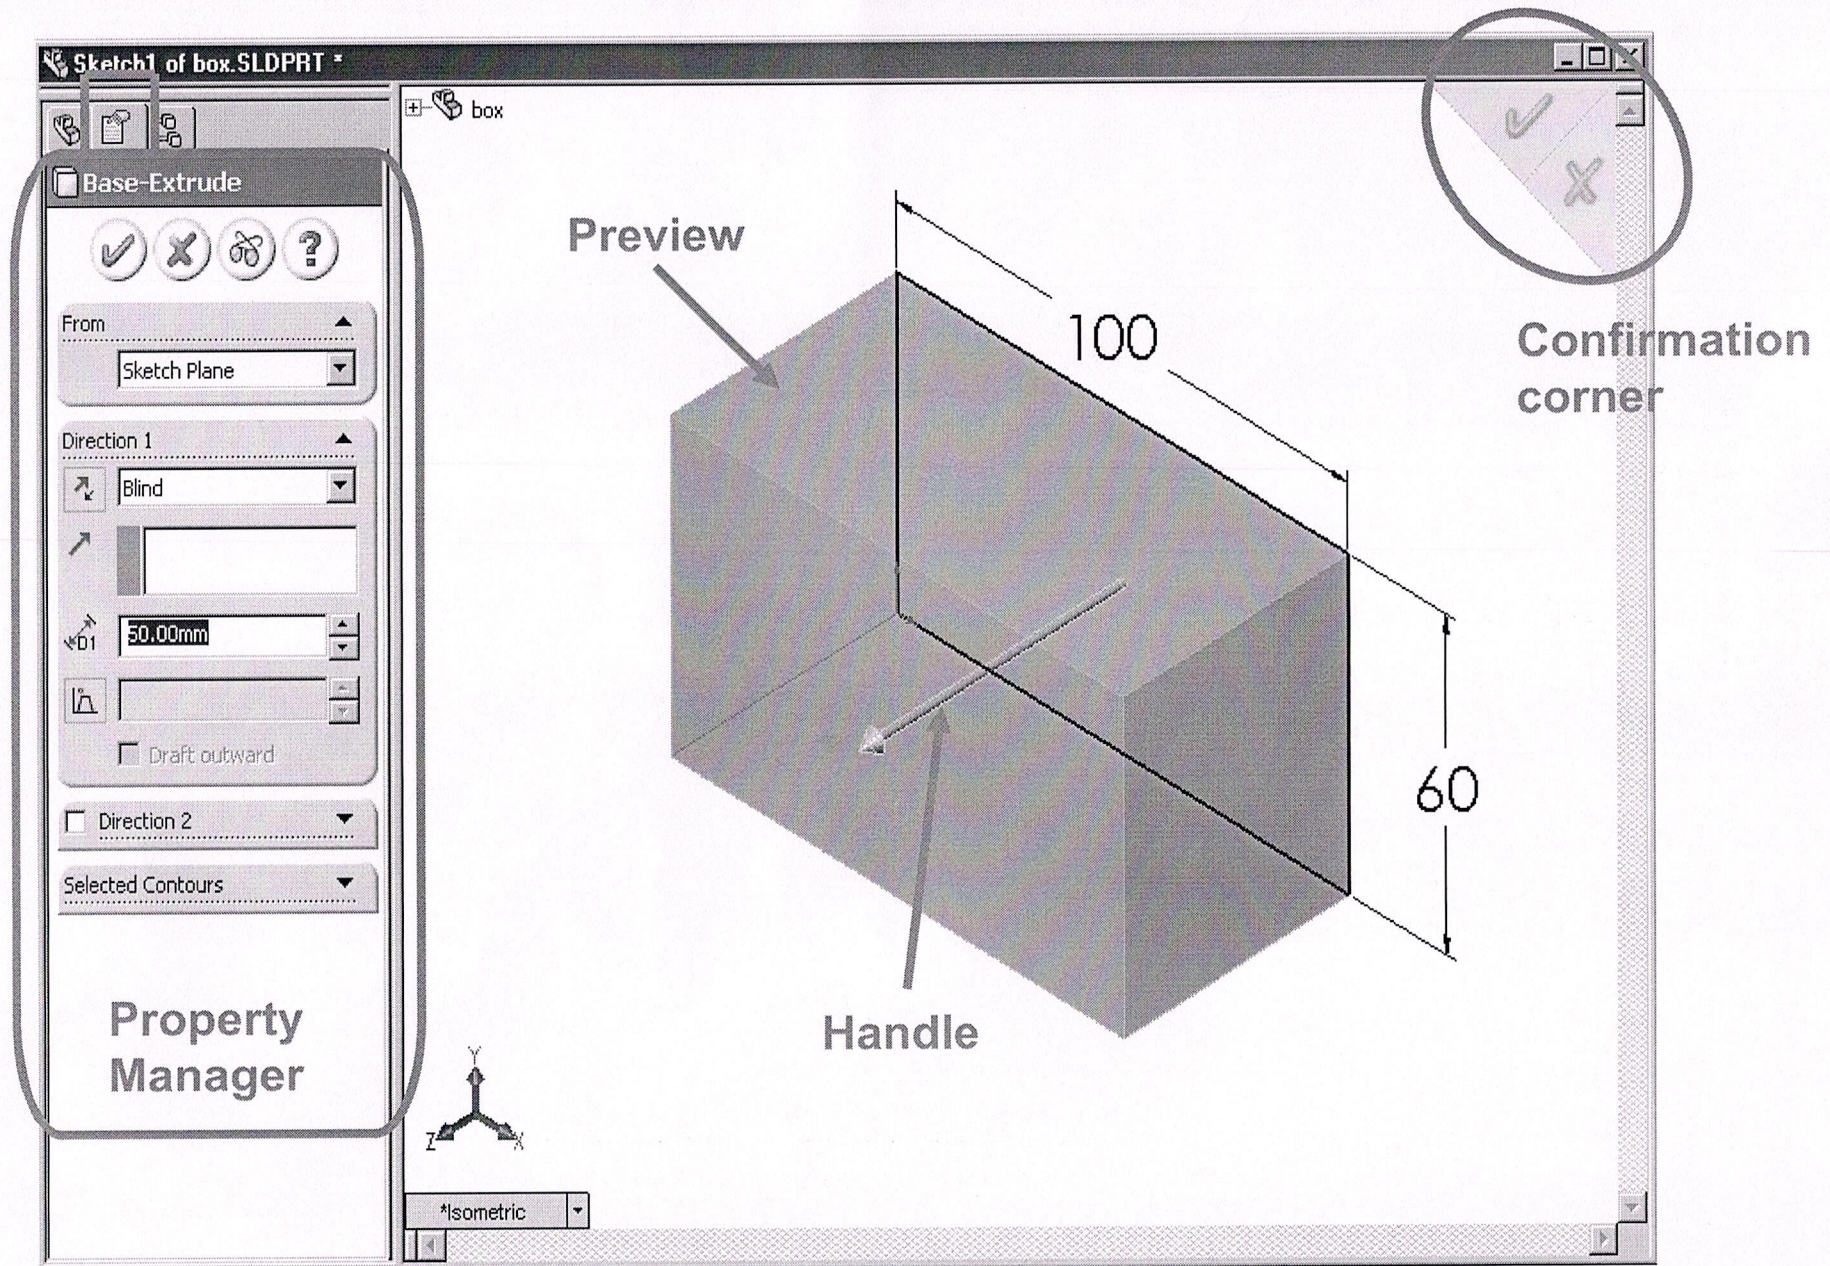 Sketch1 of box.SLDPRT *
box
Base-Extrude
?
From
Sketch Plane
Direction 1
Blind
D1
50.00mm
Draft outward
Direction 2
Selected Contours
Property
Manager
Preview
100
60
Handle
Confirmation
corner
Y
Z
X
*Isometric